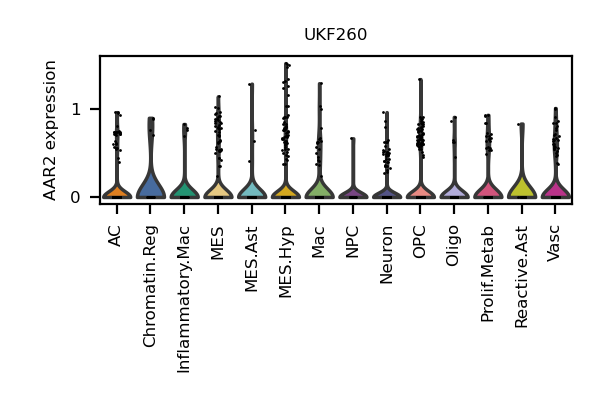 UKF260
AAR2 expression
1
0
AC
Chromatin.Reg
Inflammatory.Mac
MES
MES.Ast
MES.Hyp
Mac
NPC
Neuron
OPC
Oligo
Prolif.Metab
Reactive.Ast
Vasc